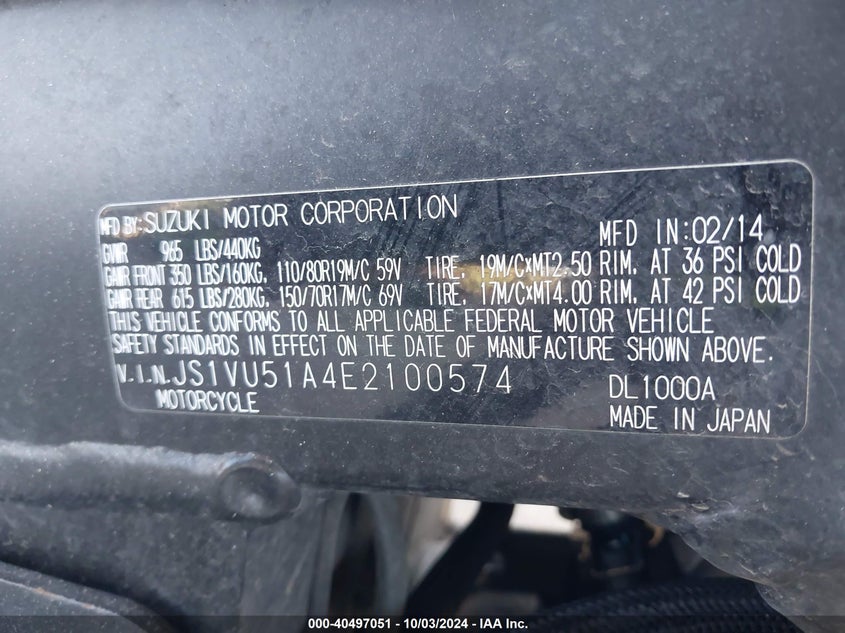 MFD BY:SUZUKI MOTOR CORPORATION MFD IN:02/14
GVWR 965 LBS/440KG
GAWR FRONT 350 LBS/160KG, 110/80R19M/C 59V TIRE, 19M/C×MT2.50 RIM, AT 36 PSI COLD
GAWR REAR 615 LBS/280KG, 150/70R17M/C 69V TIRE, 17M/C×MT4.00 RIM, AT 42 PSI COLD
THIS VEHICLE CONFORMS TO ALL APPLICABLE FEDERAL MOTOR VEHICLE
SAFETY STANDARDS IN EFFECT ON THE DATE OF MANUFACTURE SHOWN ABOVE.
V.I.N.JS1VU51A4E2100574 DL1000A
MOTORCYCLE MADE IN JAPAN
000-40497051 - 10/03/2024 - IAA Inc.